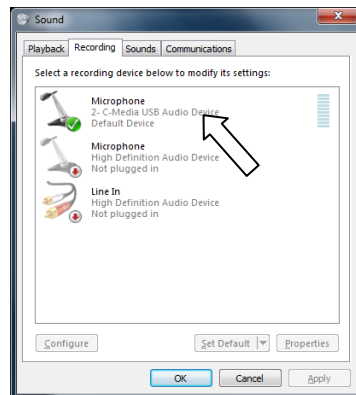 Sound
Playback Recording Sounds Communications
Select a recording device below to modify its settings:
Microphone
2- C-Media USB Audio Device
Default Device
Microphone
High Definition Audio Device
Not plugged in
Line In
High Definition Audio Device
Not plugged in
Configure Set Default Properties
OK Cancel Apply